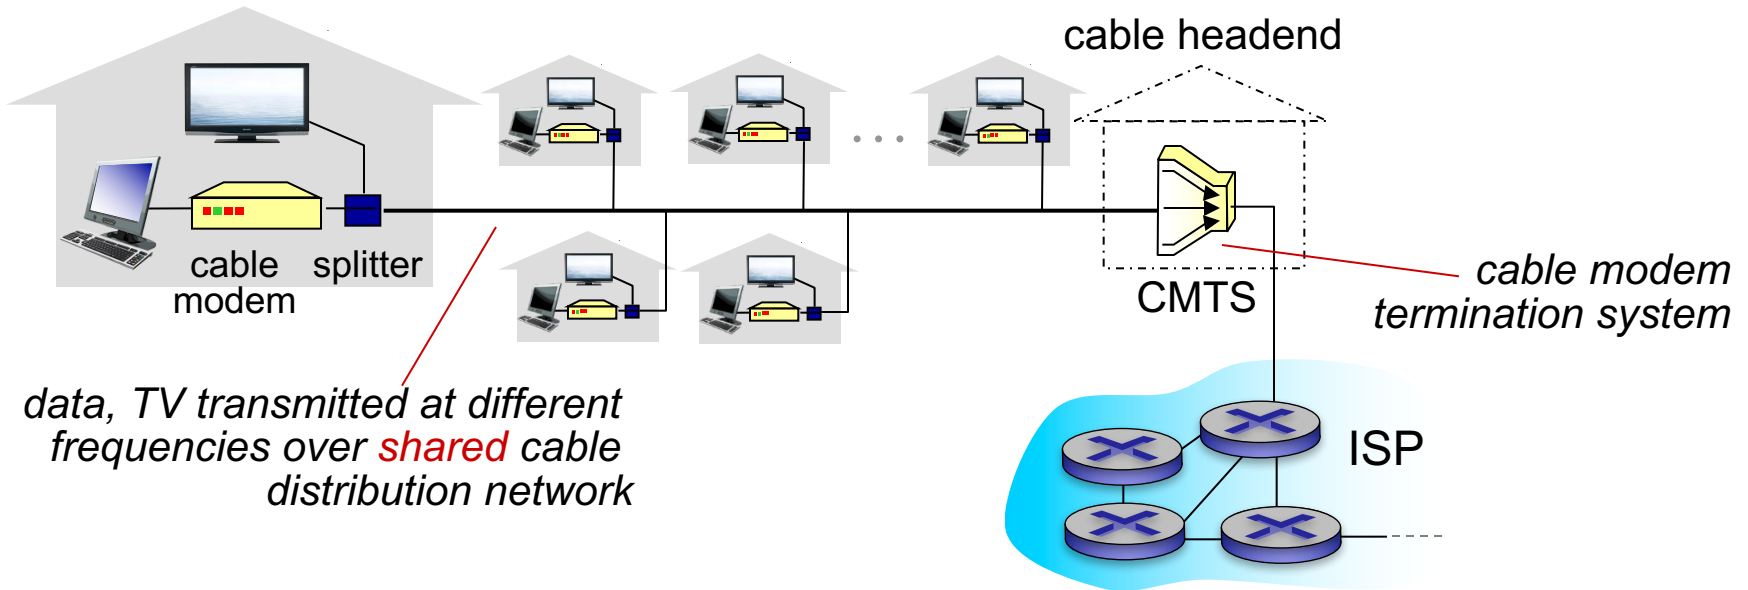 cable headend
cable
modem
splitter
CMTS
cable modem
termination system
data, TV transmitted at different
frequencies over shared cable
distribution network
ISP